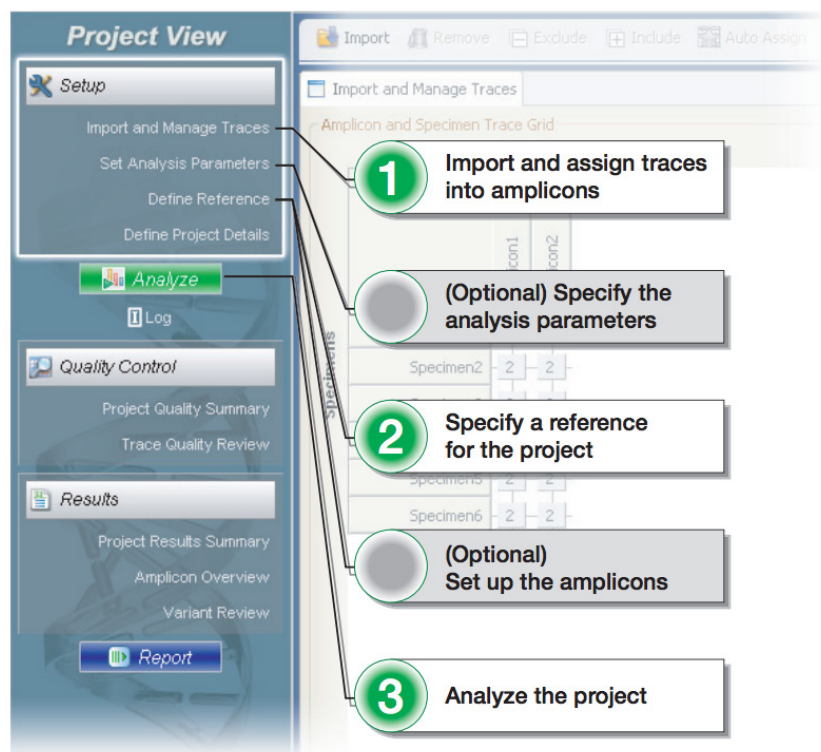 Project View
Setup
Import and Manage Traces
Set Analysis Parameters
Define Reference
Define Project Details
Analyze
Log
Quality Control
Project Quality Summary
Trace Quality Review
Results
Project Results Summary
Amplicon Overview
Variant Review
Report
Import Remove Exclude Include Auto Assign
Import and Manage Traces
Amplicon and Specimen Trace Grid
1
Import and assign traces
into amplicons
(Optional) Specify the
analysis parameters
Specimens
Specimen2 2 2
2
Specify a reference
for the project
Specimen5 2 2
Specimen6 2 2
(Optional)
Set up the amplicons
3
Analyze the project